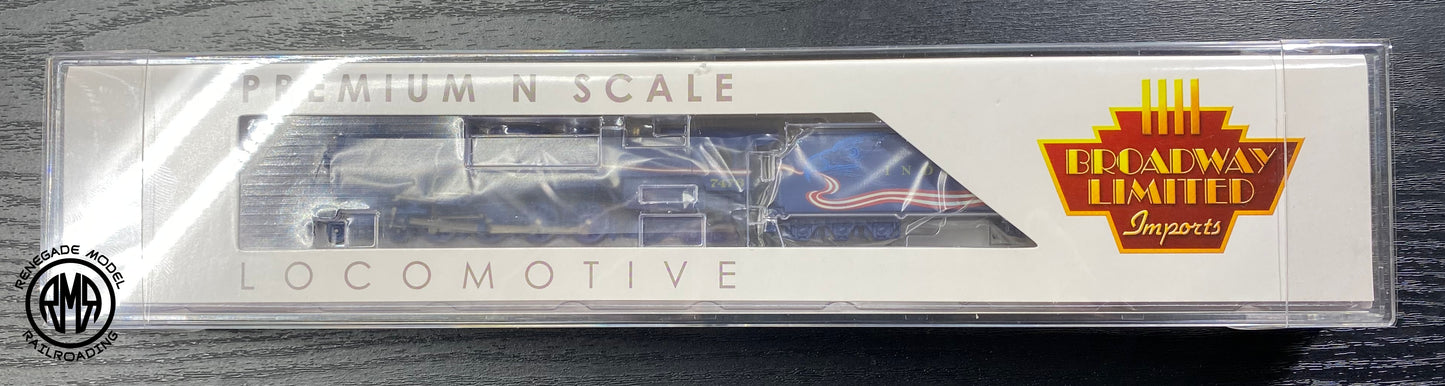 PREMIUM N SCALE
LOCOMOTIVE
BROADWAY
LIMITED
Imports
RENEGADE MODEL
RMR
RAILROADING